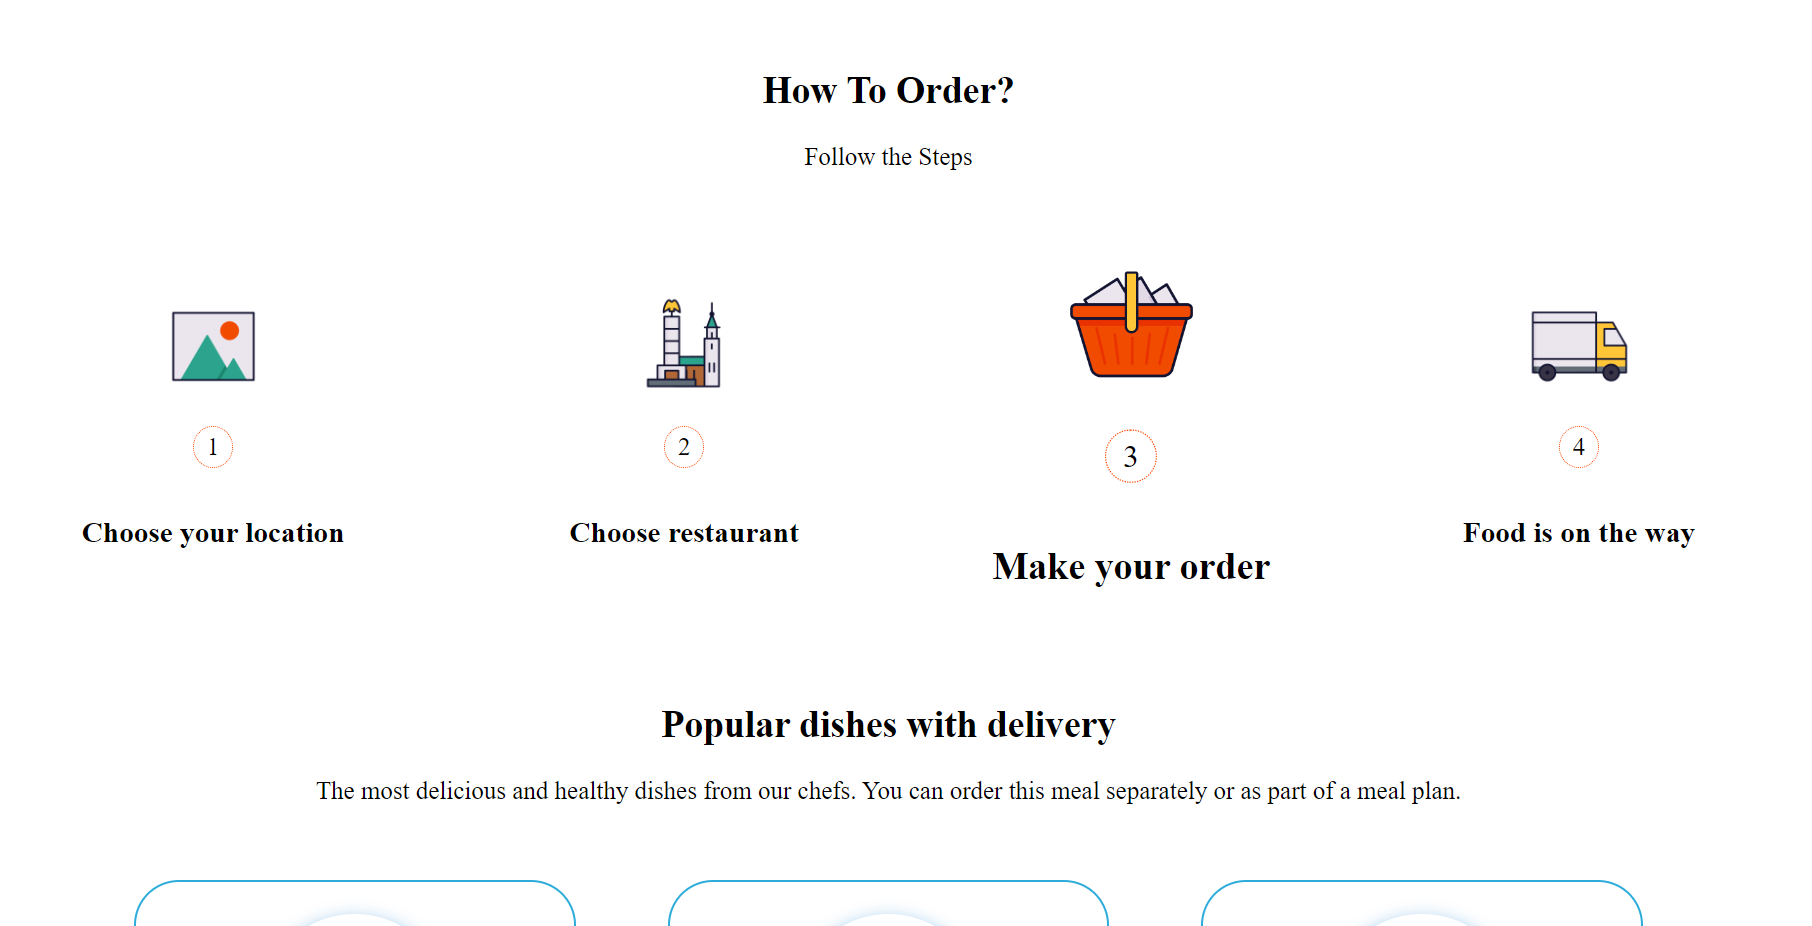 How To Order?
Follow the Steps
1
2
3
4
Choose your location
Choose restaurant
Make your order
Food is on the way
Popular dishes with delivery
The most delicious and healthy dishes from our chefs. You can order this meal separately or as part of a meal plan.